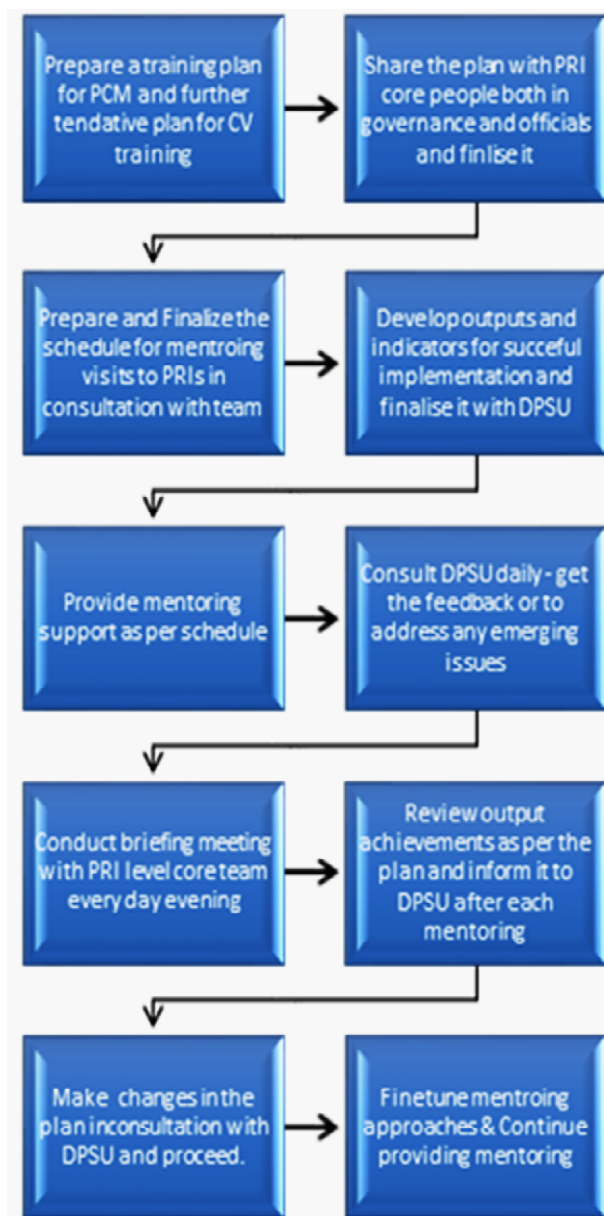 Prepare a training plan
for PCM and further
tendative plan for CV
training
Share the plan with PRI
core people both in
governance and officials
and finlise it
Prepare and Finalize the
schedule for mentroing
visits to PRIs in
consultation with team
Develop outputs and
indicators for succeful
implementation and
finalise it with DPSU
Provide mentoring
support as per schedule
Consult DPSU daily - get
the feedback or to
address any emerging
issues
Conduct briefing meeting
with PRI level core team
every day evening
Review output
achievements as per the
plan and inform it to
DPSU after each
mentoring
Make changes in the
plan inconsultation with
DPSU and proceed.
Finetune mentroing
approaches & Continue
providing mentoring